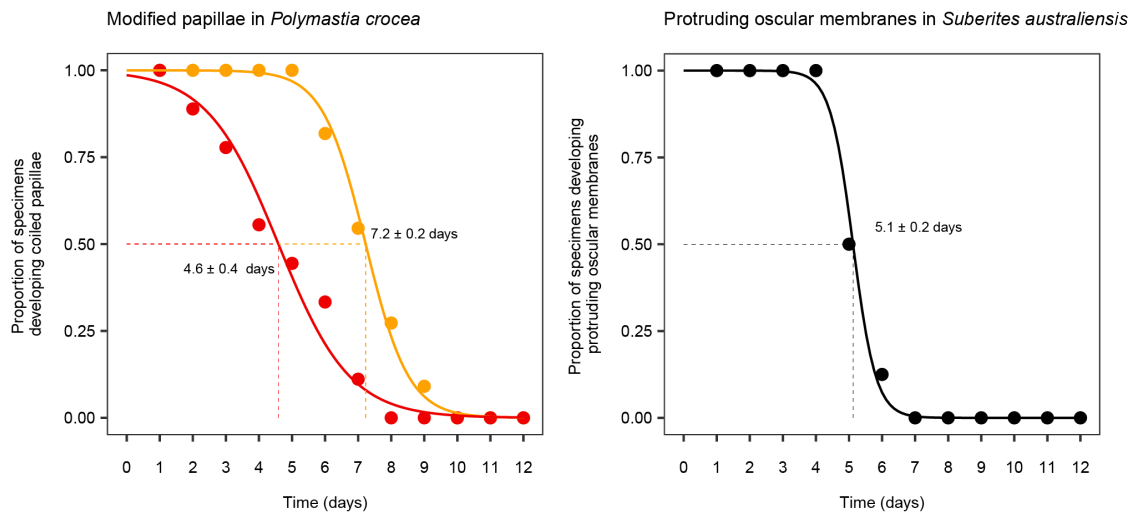 Modified papillae in Polymastia crocea
Proportion of specimens
developing coiled papillae
1.00
0.75
0.50
0.25
0.00
7.2 ± 0.2 days
4.6 ± 0.4 days
0 1 2 3 4 5 6 7 8 9 10 11 12
Time (days)
Protruding oscular membranes in Suberites australiensis
Proportion of specimens developing
protruding oscular membranes
1.00
0.75
0.50
0.25
0.00
5.1 ± 0.2 days
0 1 2 3 4 5 6 7 8 9 10 11 12
Time (days)